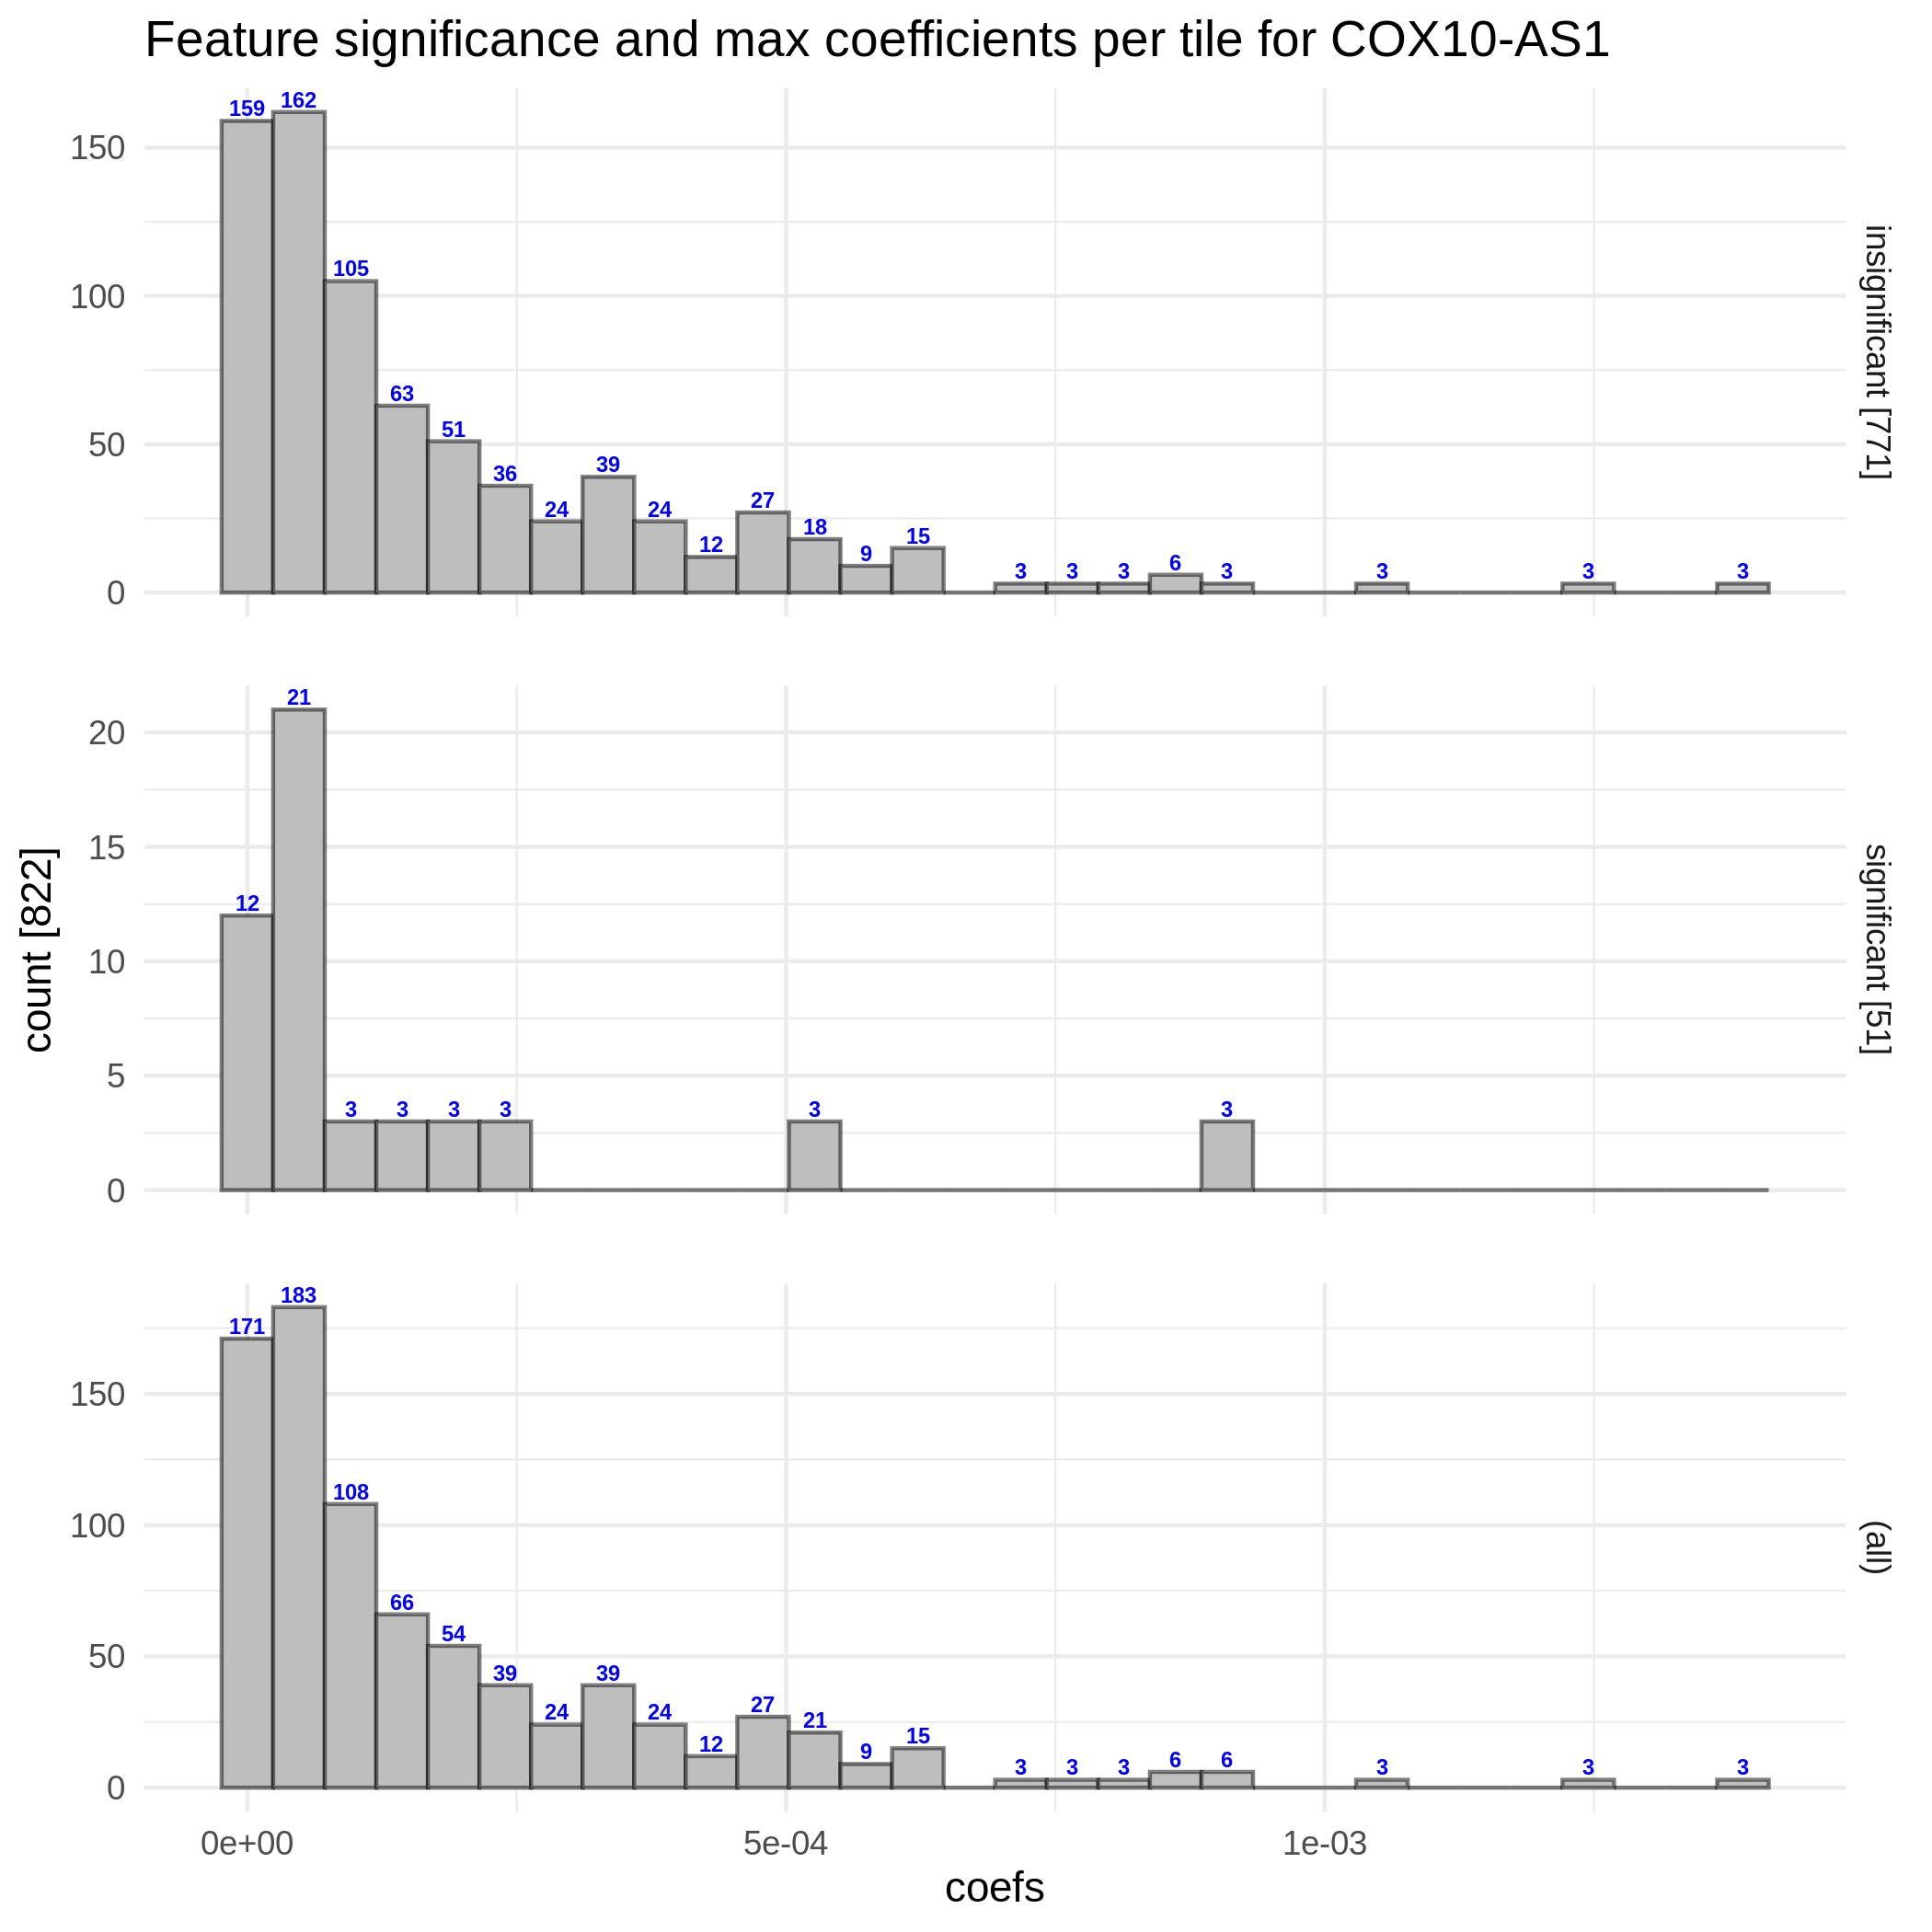 Feature significance and max coefficients per tile for COX10-AS1
159 162 105 63 51 36 24 39 24 12 27 18 9 15 3 3 3 6 3 3 3 3
150
100
50
0
insignificant [771]
12 21 3 3 3 3 3 3
20
15
10
5
0
significant [51]
count [822]
171 183 108 66 54 39 24 39 24 12 27 21 9 15 3 3 3 6 6 3 3 3
150
100
50
0
(all)
0e+00 5e-04 1e-03
coefs